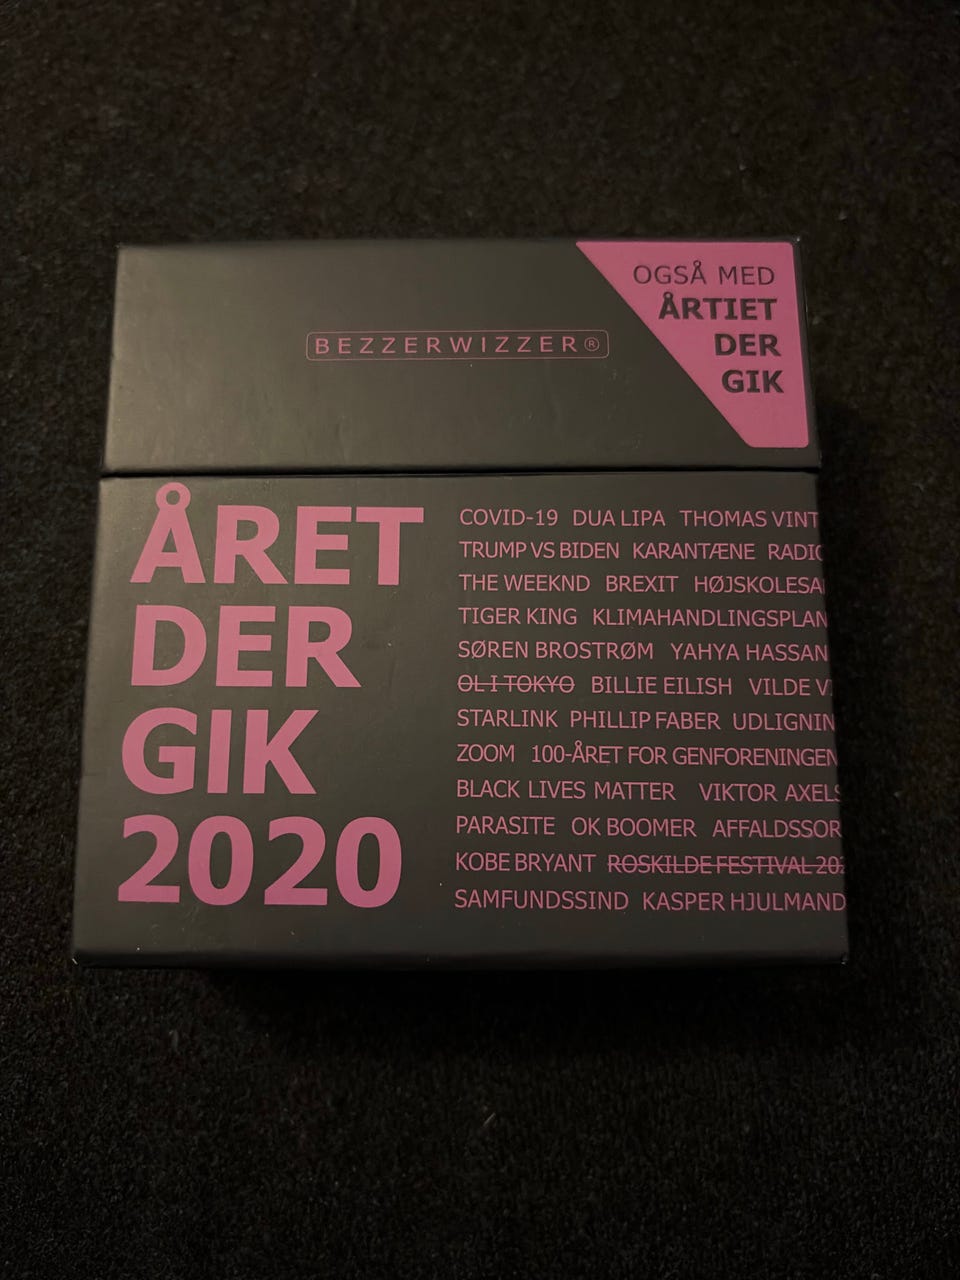 OGSÅ MED
ÅRTIET
DER
GIK
BEZZERWIZZER®
ÅRET
DER
GIK
2020
COVID-19 DUA LIPA THOMAS VINT
TRUMP VS BIDEN KARANTÆNE RADIO
THE WEEKND BREXIT HØJSKOLESA
TIGER KING KLIMAHANDLINGSPLAN
SØREN BROSTRØM YAHYA HASSAN
OL I TOKYO BILLIE EILISH VILDE V
STARLINK PHILLIP FABER UDLIGNIN
ZOOM 100-ÅRET FOR GENFORENINGEN
BLACK LIVES MATTER VIKTOR AXELS
PARASITE OK BOOMER AFFALDSSOR
KOBE BRYANT ROSKILDE FESTIVAL 202
SAMFUNDSSIND KASPER HJULMAND